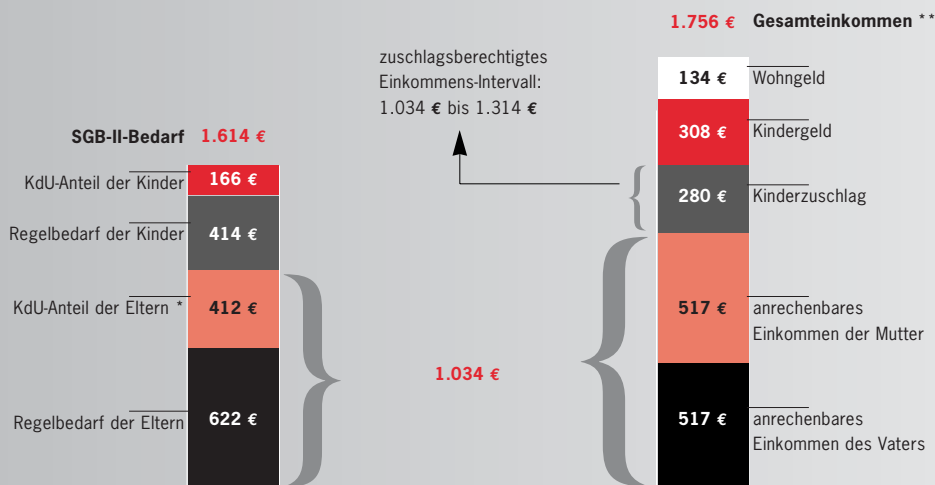 1.756 € Gesamteinkommen **
zuschlagsberechtigtes
Einkommens-Intervall:
1.034 € bis 1.314 €
134 € Wohngeld
308 € Kindergeld
280 € Kinderzuschlag
517 € anrechenbares
Einkommen der Mutter
517 € anrechenbares
Einkommen des Vaters
SGB-II-Bedarf 1.614 €
KdU-Anteil der Kinder 166 €
Regelbedarf der Kinder 414 €
KdU-Anteil der Eltern * 412 €
Regelbedarf der Eltern 622 €
1.034 €